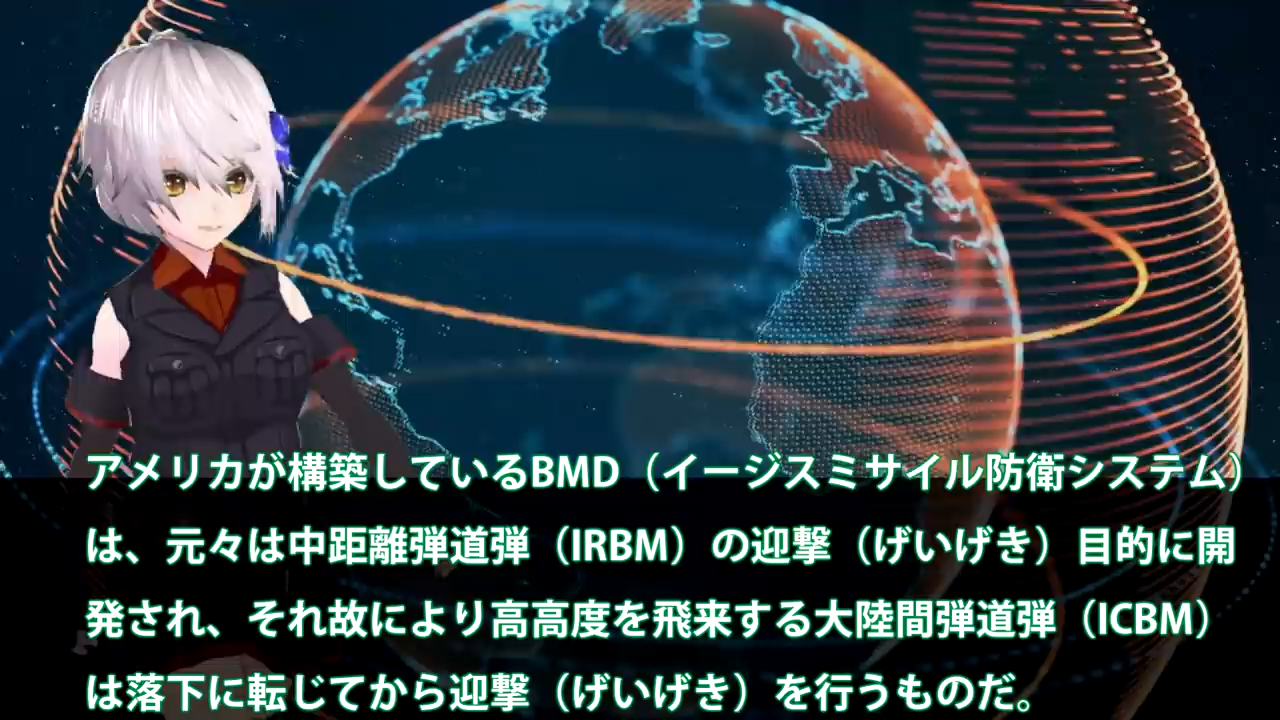 アメリカが構築しているBMD（イージスミサイル防衛システム）
は、元々は中距離弾道弾（IRBM）の迎撃（げいげき）目的に開
発され、それ故により高高度を飛来する大陸間弾道弾（ICBM）
は落下に転じてから迎撃（げいげき）を行うものだ。